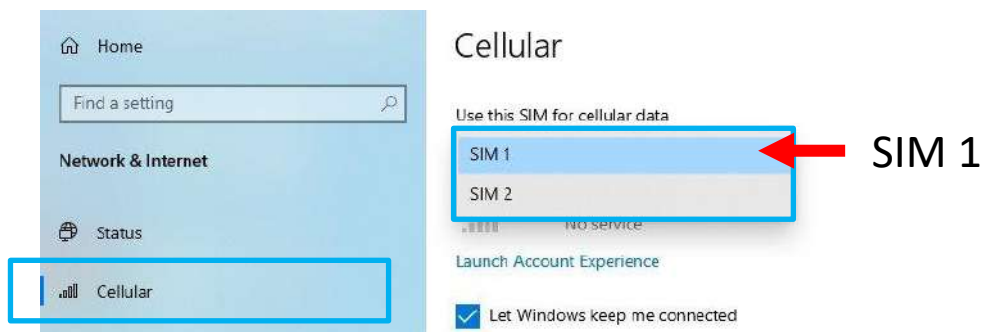 Home
Find a setting
Network & Internet
Status
Cellular
Cellular
Use this SIM for cellular data
SIM 1
SIM 2
No service
Launch Account Experience
Let Windows keep me connected
SIM 1